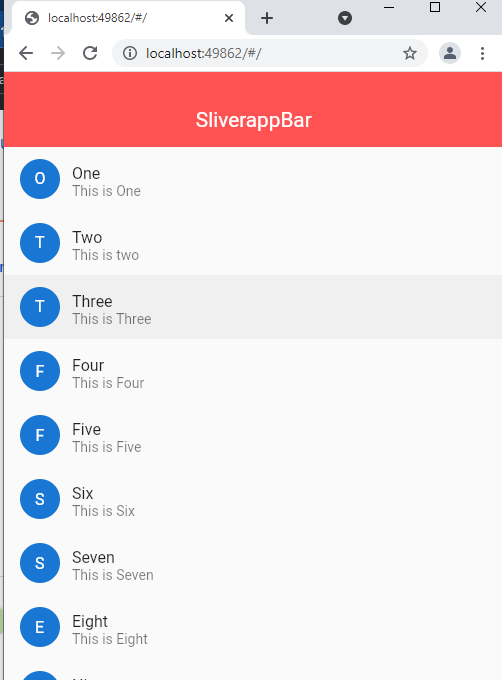 localhost:49862/#/
localhost:49862/#/
SliverappBar
O
One
This is One
T
Two
This is two
T
Three
This is Three
F
Four
This is Four
F
Five
This is Five
S
Six
This is Six
S
Seven
This is Seven
E
Eight
This is Eight